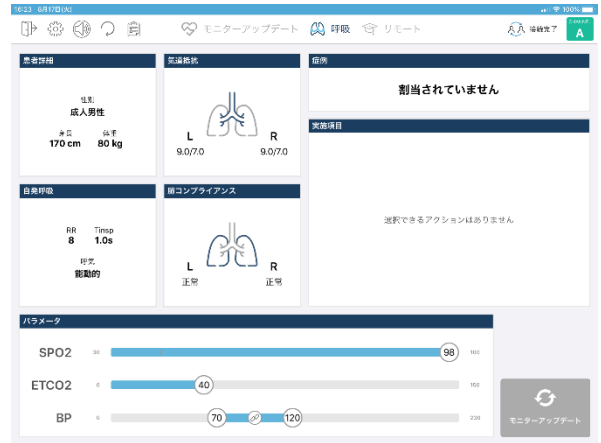 16:23 6月17日(火)
100%
モニターアップデート 呼吸 リモート
接続完了
A
患者詳細
性別
成人男性
身長 体重
170 cm 80 kg
気道抵抗
L R
9.0/7.0 9.0/7.0
症例
割当されていません
実施項目
選択できるアクションはありません
自発呼吸
RR Tinsp
8 1.0s
呼気
能動的
肺コンプライアンス
L R
正常 正常
パラメータ
SPO2 30 98 100
ETCO2 0 40 100
BP 0 70 120 230
モニターアップデート